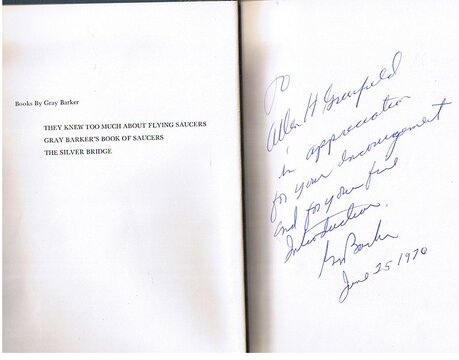 Books By Gray Barker
THEY KNEW TOO MUCH ABOUT FLYING SAUCERS
GRAY BARKER'S BOOK OF SAUCERS
THE SILVER BRIDGE
To
Allen H Greenfield
in appreciation
for your encouragement
and for your fine
Introduction.
Gray Barker
June 25 1970